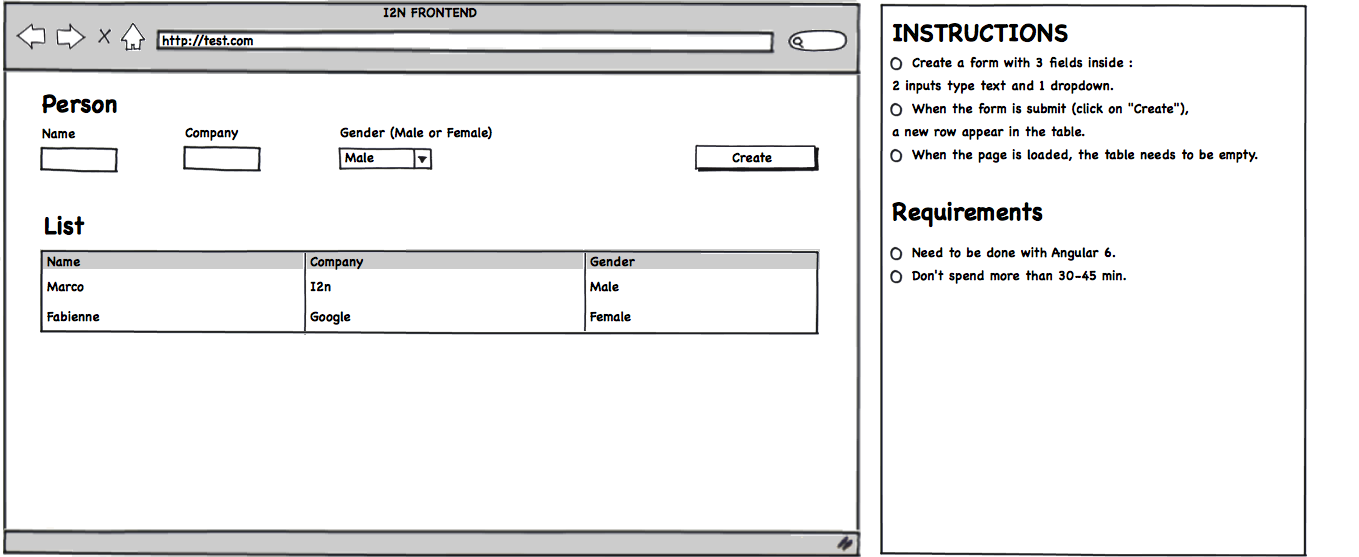 I2N FRONTEND
http://test.com
Person
Name Company Gender (Male or Female)
Male Create
List
Name Company Gender
Marco I2n Male
Fabienne Google Female
INSTRUCTIONS
Create a form with 3 fields inside :
2 inputs type text and 1 dropdown.
When the form is submit (click on "Create"),
a new row appear in the table.
When the page is loaded, the table needs to be empty.
Requirements
Need to be done with Angular 6.
Don't spend more than 30-45 min.